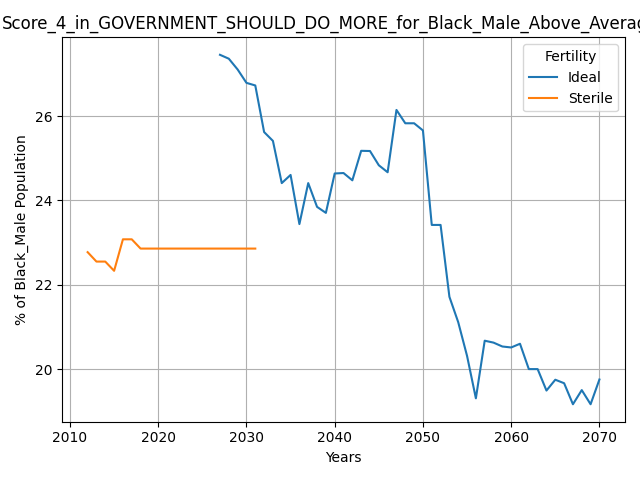 Score_4_in_GOVERNMENT_SHOULD_DO_MORE_for_Black_Male_Above_Averag
Fertility
Ideal
Sterile
% of Black_Male Population
26
24
22
20
2010 2020 2030 2040 2050 2060 2070
Years